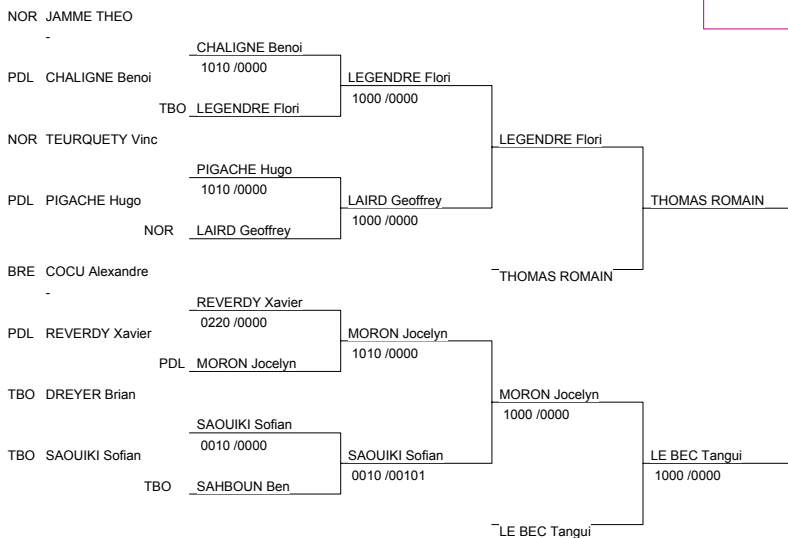 NOR JAMME THEO
-
CHALIGNE Benoi
1010 /0000
PDL CHALIGNE Benoi
LEGENDRE Flori
1000 /0000
TBO LEGENDRE Flori
NOR TEURQUETY Vinc
LEGENDRE Flori
PIGACHE Hugo
1010 /0000
PDL PIGACHE Hugo
LAIRD Geoffrey
1000 /0000
THOMAS ROMAIN
NOR LAIRD Geoffrey
BRE COCU Alexandre
-
THOMAS ROMAIN
REVERDY Xavier
0220 /0000
PDL REVERDY Xavier
MORON Jocelyn
1010 /0000
PDL MORON Jocelyn
TBO DREYER Brian
MORON Jocelyn
1000 /0000
SAOUIKI Sofian
0010 /0000
TBO SAOUIKI Sofian
SAOUIKI Sofian
0010 /00101
LE BEC Tangui
1000 /0000
TBO SAHBOUN Ben
LE BEC Tangui